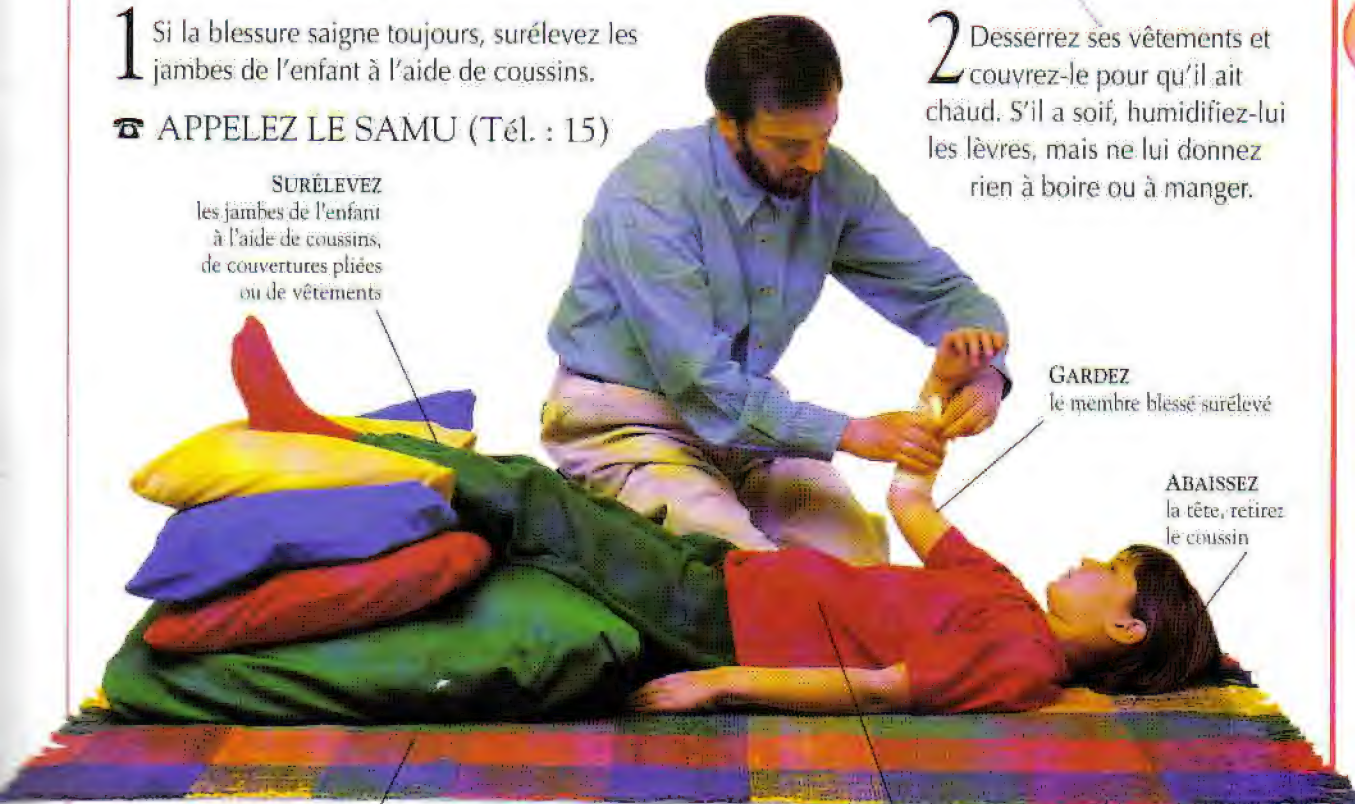 1 Si la blessure saigne toujours, surélevez les
jambes de l'enfant à l'aide de coussins.
☎ APPELEZ LE SAMU (Tél. : 15)
SURÉLEVEZ
les jambes de l'enfant
à l'aide de coussins,
de couvertures pliées
ou de vêtements
2 Desserrez ses vêtements et
couvrez-le pour qu'il ait
chaud. S'il a soif, humidifiez-lui
les lèvres, mais ne lui donnez
rien à boire ou à manger.
GARDEZ
le membre blessé surélevé
ABAISSEZ
la tête, retirez
le coussin